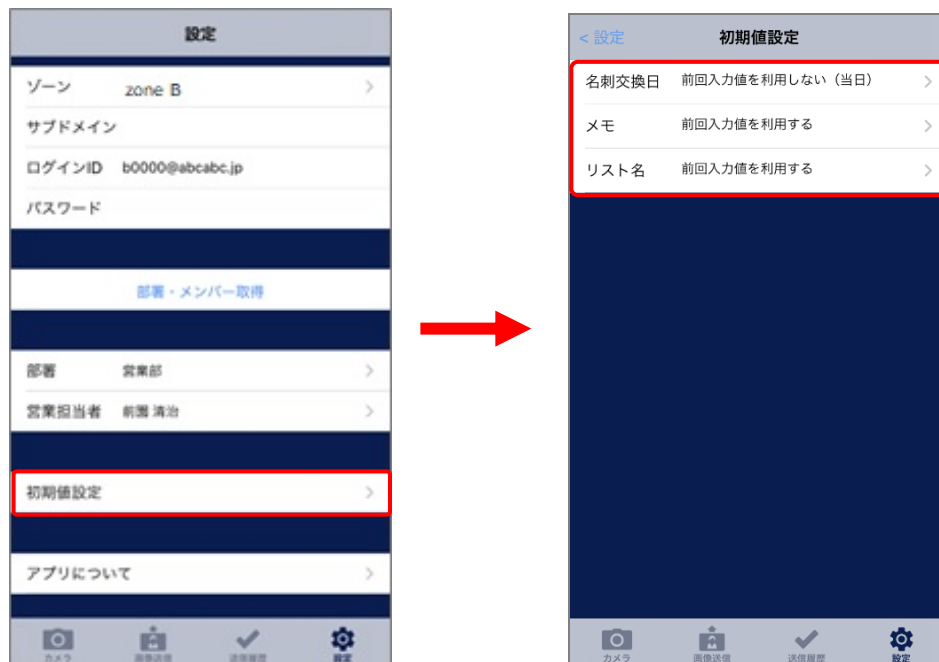 設定
ゾーン zone B
サブドメイン
ログインID b0000@abcabc.jp
パスワード
部署・メンバー取得
部署 営業部
営業担当者 前園 清治
初期値設定
アプリについて
カメラ 画像送信 送信履歴 設定
< 設定 初期値設定
名刺交換日 前回入力値を利用しない（当日）
メモ 前回入力値を利用する
リスト名 前回入力値を利用する
カメラ 画像送信 送信履歴 設定